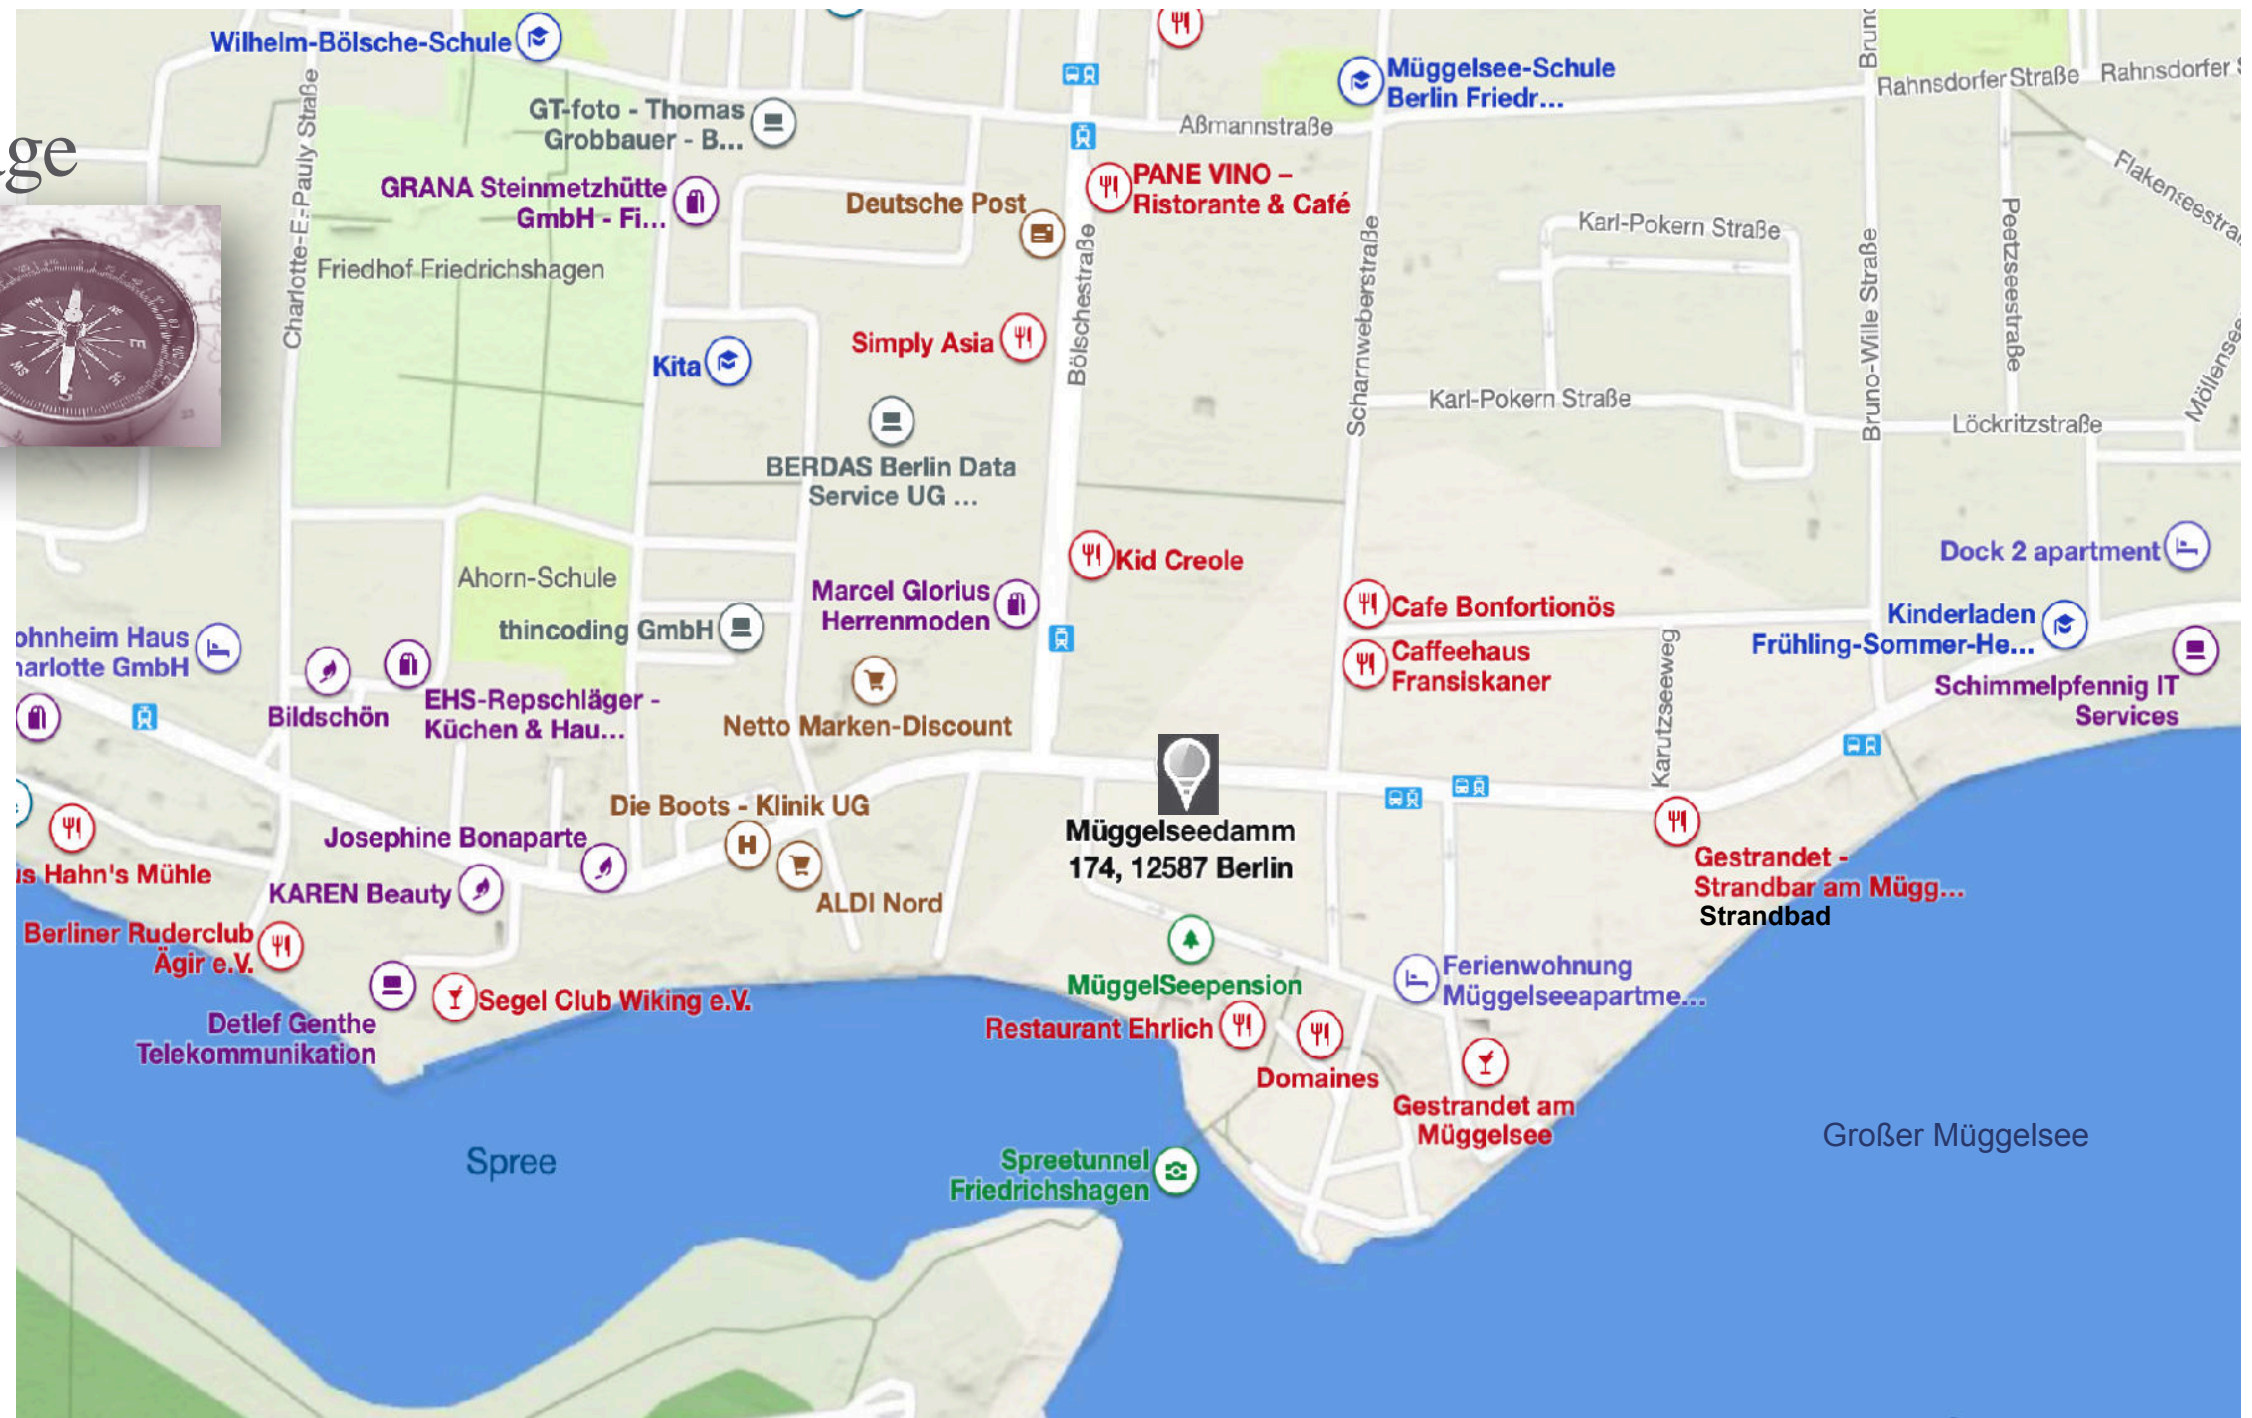 Wilhelm-Bölsche-Schule
Müggelsee-Schule
Berlin Friedr...
Rahnsdorfer Straße
Rahnsdorfer
GT-foto - Thomas
Grobbauer - B...
Aßmannstraße
Charlotte-E.-Pauly Straße
GRANA Steinmetzhütte
GmbH - Fi...
Deutsche Post
PANE VINO –
Ristorante & Café
Karl-Pokern Straße
Friedhof Friedrichshagen
Bölschestraße
Scharnweberstraße
Bruno-Wille Straße
Peetzseestraße
W
E
Kita
Simply Asia
Karl-Pokern Straße
Löckritzstraße
BERDAS Berlin Data
Service UG ...
Kid Creole
Dock 2 apartment
Ahorn-Schule
Marcel Glorius
Herrenmoden
Cafe Bonfortionös
Kinderladen
Frühling-Sommer-He...
thincoding GmbH
Haus
GmbH
Caffeehaus
Fransiskaner
Karutzseeweg
Schimmelpfennig IT
Services
Bildschön
EHS-Repschläger -
Küchen & Hau...
Netto Marken-Discount
Die Boots - Klinik UG
H
Müggelseedamm
174, 12587 Berlin
Josephine Bonaparte
Hahn's Mühle
KAREN Beauty
ALDI Nord
Gestrandet -
Strandbar am Mügg...
Strandbad
Berliner Ruderclub
Ägir e.V.
MüggelSeepension
Ferienwohnung
Müggelseeapartme...
Segel Club Wiking e.V.
Detlef Genthe
Telekommunikation
Restaurant Ehrlich
Domaines
Gestrandet am
Müggelsee
Großer Müggelsee
Spree
Spreetunnel
Friedrichshagen